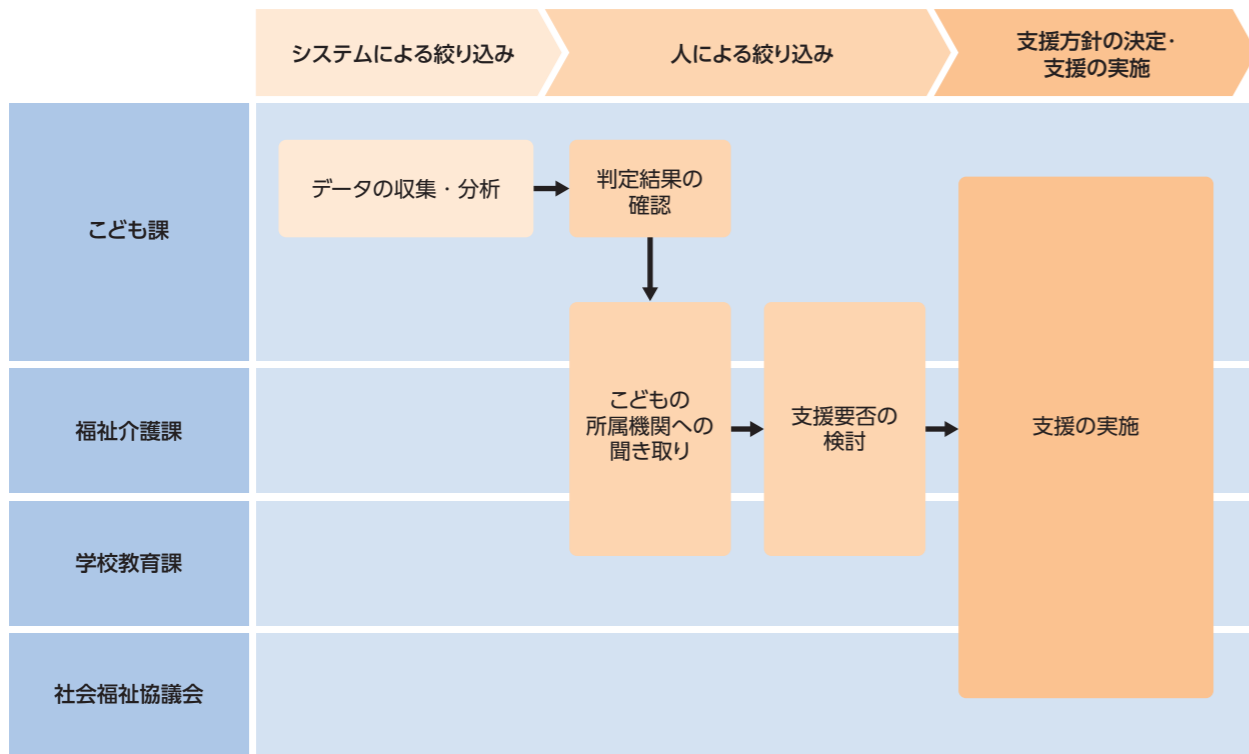 システムによる絞り込み
人による絞り込み
支援方針の決定・
支援の実施
こども課
データの収集・分析
判定結果の
確認
福祉介護課
こどもの
所属機関への
聞き取り
支援要否の
検討
支援の実施
学校教育課
社会福祉協議会